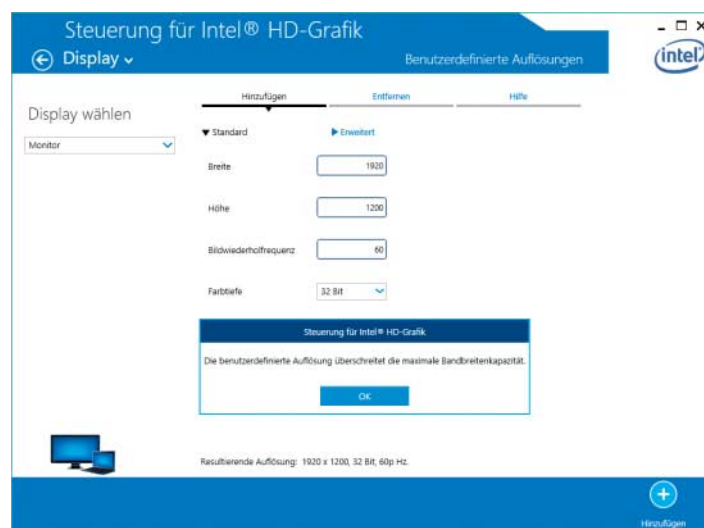 Steuerung für Intel® HD-Grafik
Display
Benutzerdefinierte Auflösungen
intel
Display wählen
Monitor
Hinzufügen
Entfernen
Hilfe
Standard
Erweitert
Breite
1920
Höhe
1200
Bildwiederholfrequenz
60
Farbtiefe
32 Bit
Steuerung für Intel® HD-Grafik
Die benutzerdefinierte Auflösung überschreitet die maximale Bandbreitenkapazität.
OK
Resultierende Auflösung: 1920 x 1200, 32 Bit, 60p Hz.
Hinzufügen